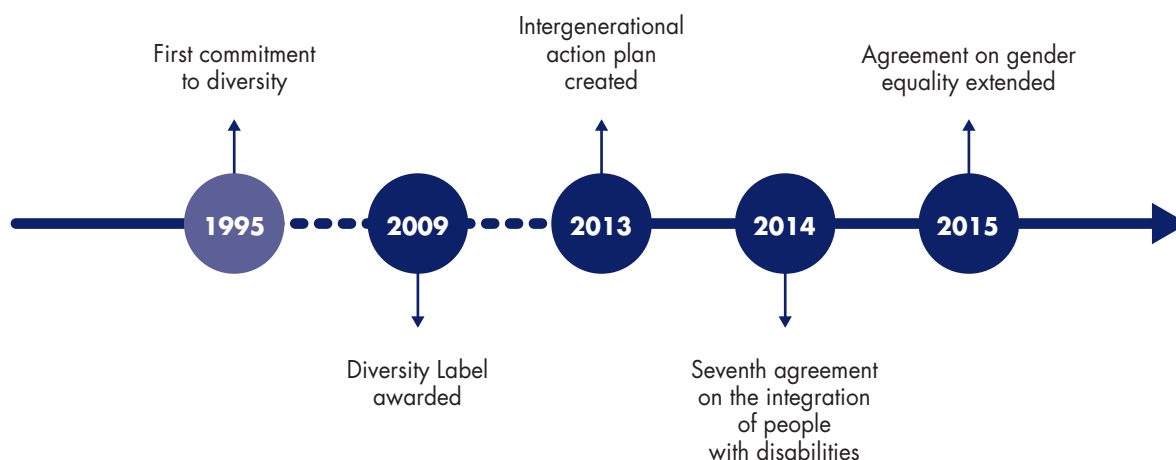 First commitment
to diversity
Intergenerational
action plan
created
Agreement on gender
equality extended
1995
2009
2013
2014
2015
Diversity Label
awarded
Seventh agreement
on the integration
of people
with disabilities